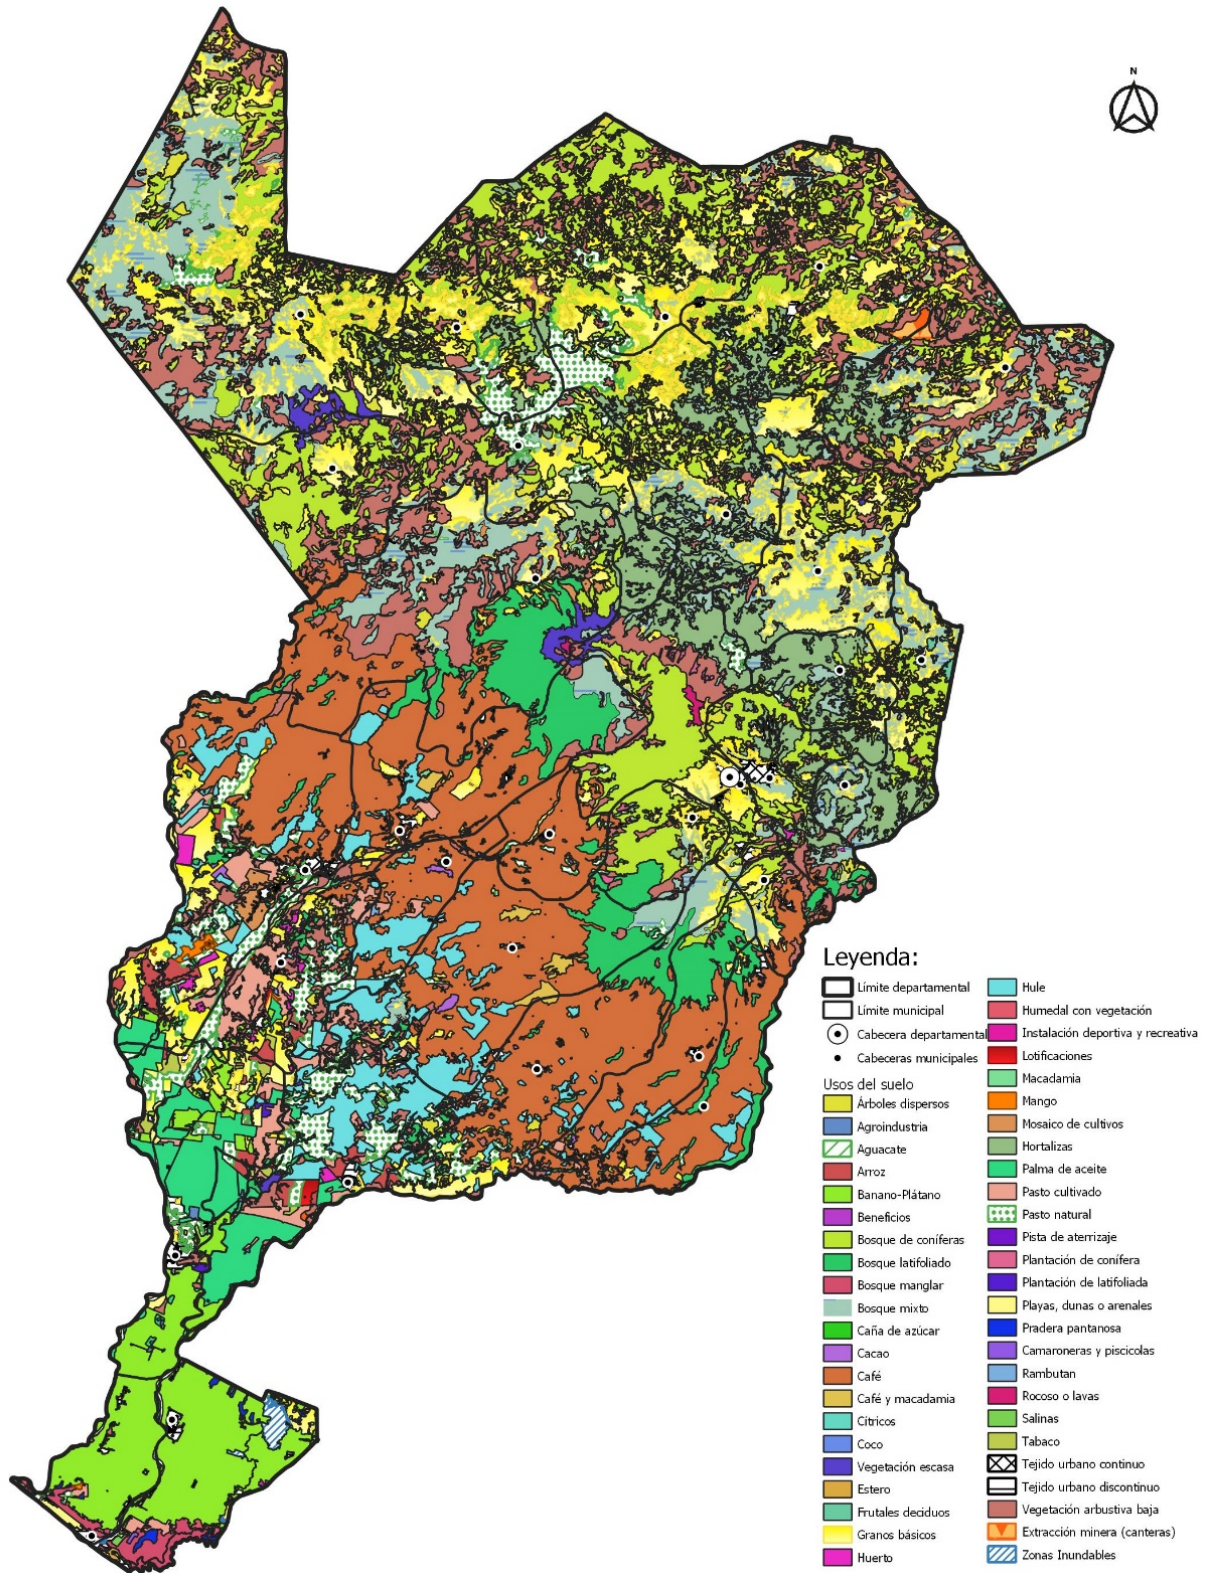 N
Leyenda:
Límite departamental
Límite municipal
Cabecera departamental
Cabeceras municipales
Usos del suelo
Árboles dispersos
Agroindustria
Aguacate
Arroz
Banano-Plátano
Beneficios
Bosque de coníferas
Bosque latifoliado
Bosque manglar
Bosque mixto
Caña de azúcar
Cacao
Café
Café y macadamia
Cítricos
Coco
Vegetación escasa
Estero
Frutales deciduos
Granos básicos
Huerto
Hule
Humedal con vegetación
Instalación deportiva y recreativa
Lotificaciones
Macadamia
Mango
Mosaico de cultivos
Hortalizas
Palma de aceite
Pasto cultivado
Pasto natural
Pista de aterrizaje
Plantación de conífera
Plantación de latifoliada
Playas, dunas o arenales
Pradera pantanosa
Camaroneras y piscicolas
Rambutan
Rocoso o lavas
Salinas
Tabaco
Tejido urbano continuo
Tejido urbano discontinuo
Vegetación arbustiva baja
Extracción minera (canteras)
Zonas Inundables